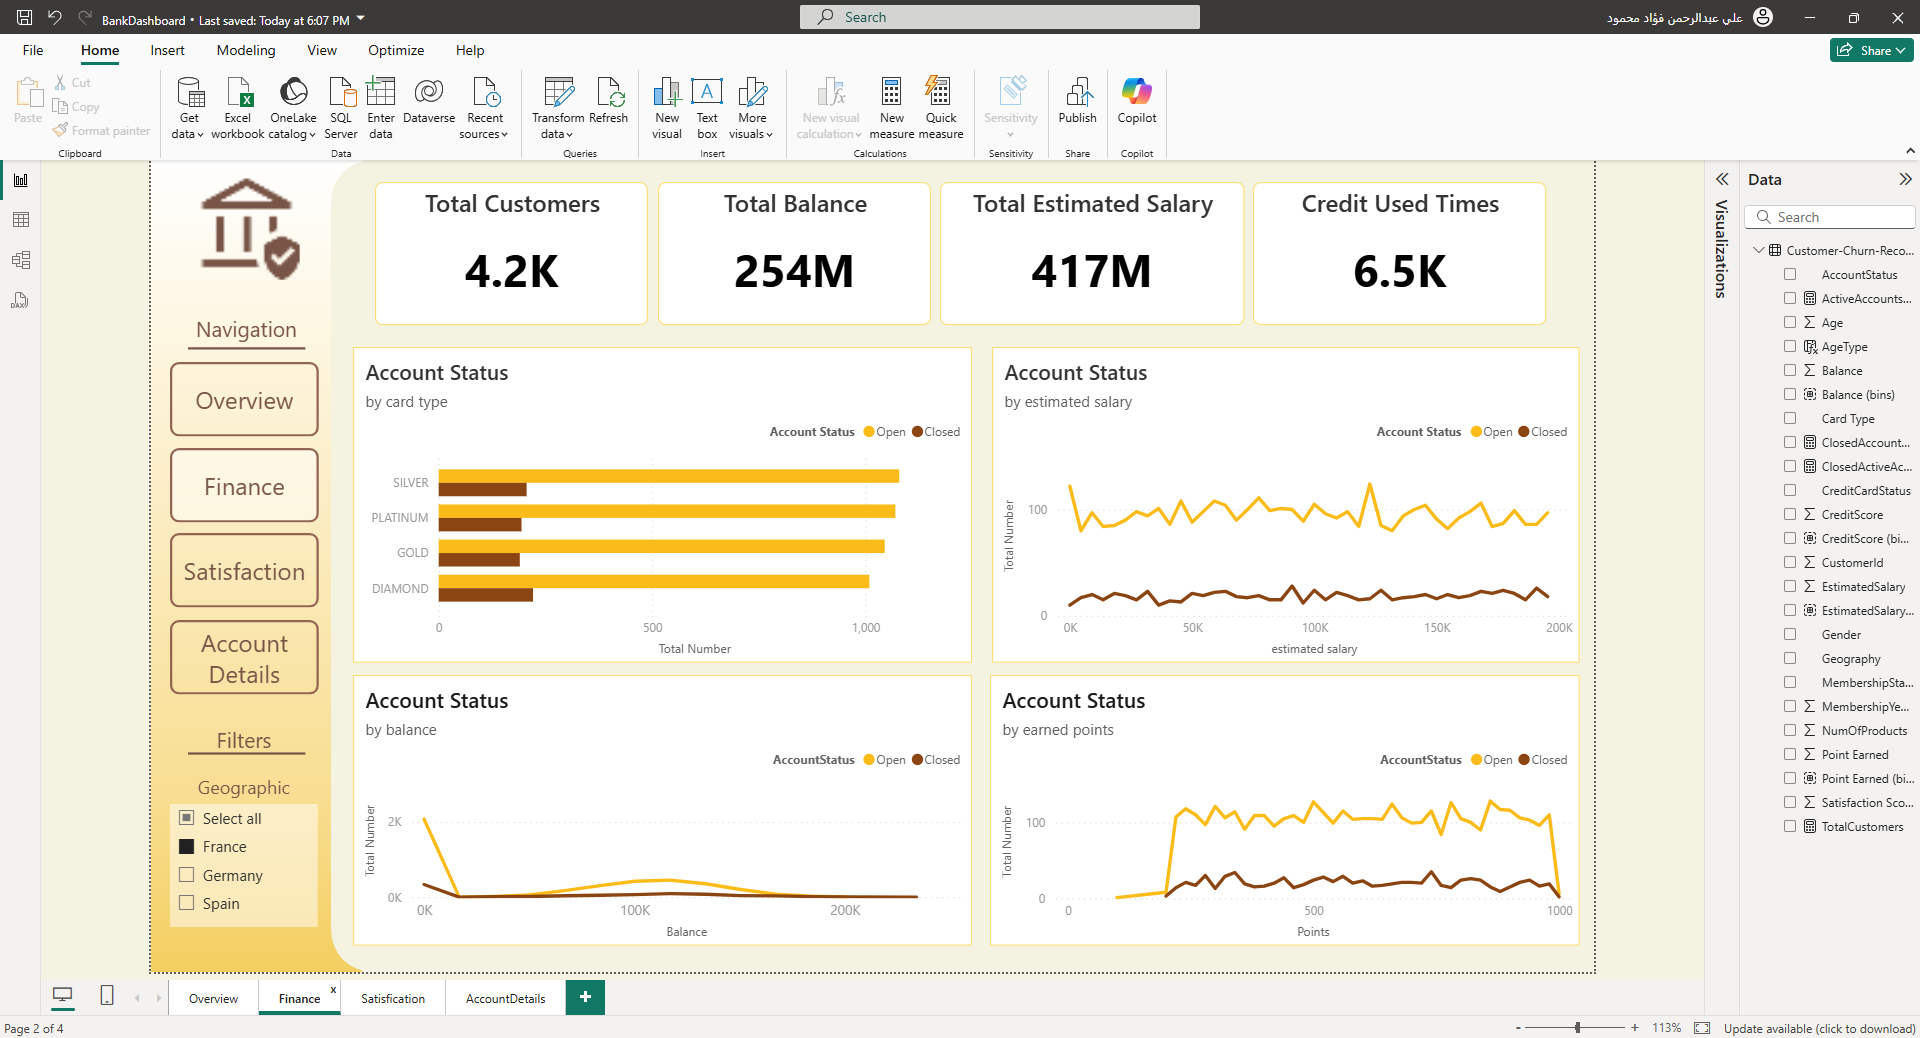 BankDashboard • Last saved: Today at 6:07 PM
Search
علي عبدالرحمن فؤاد محمود
File
Home
Insert
Modeling
View
Optimize
Help
Share
Paste
Cut
Copy
Format painter
Clipboard
Get data
Excel workbook
OneLake catalog
SQL Server
Enter data
Dataverse
Recent sources
Data
Transform data
Refresh
Queries
New visual
Text box
More visuals
Insert
New visual calculation
New measure
Quick measure
Calculations
Sensitivity
Sensitivity
Publish
Share
Copilot
Copilot
DAX
Navigation
Overview
Finance
Satisfaction
Account
Details
Filters
Geographic
Select all
France
Germany
Spain
Total Customers
4.2K
Total Balance
254M
Total Estimated Salary
417M
Credit Used Times
6.5K
Account Status
by card type
Account Status Open Closed
SILVER
PLATINUM
GOLD
DIAMOND
0 500 1,000
Total Number
Account Status
by estimated salary
Account Status Open Closed
Total Number
100
0
0K 50K 100K 150K 200K
estimated salary
Account Status
by balance
AccountStatus Open Closed
Total Number
2K
0K
0K 100K 200K
Balance
Account Status
by earned points
AccountStatus Open Closed
Total Number
100
0
0 500 1000
Points
Visualizations
Data
Search
Customer-Churn-Reco...
AccountStatus
ActiveAccounts...
Age
AgeType
Balance
Balance (bins)
Card Type
ClosedAccount...
ClosedActiveAc...
CreditCardStatus
CreditScore
CreditScore (bi...
CustomerId
EstimatedSalary
EstimatedSalary...
Gender
Geography
MembershipSta...
MembershipYe...
NumOfProducts
Point Earned
Point Earned (bi...
Satisfaction Sco...
TotalCustomers
Overview
Finance
x
Satisfication
AccountDetails
+
Page 2 of 4
- + 113%
Update available (click to download)